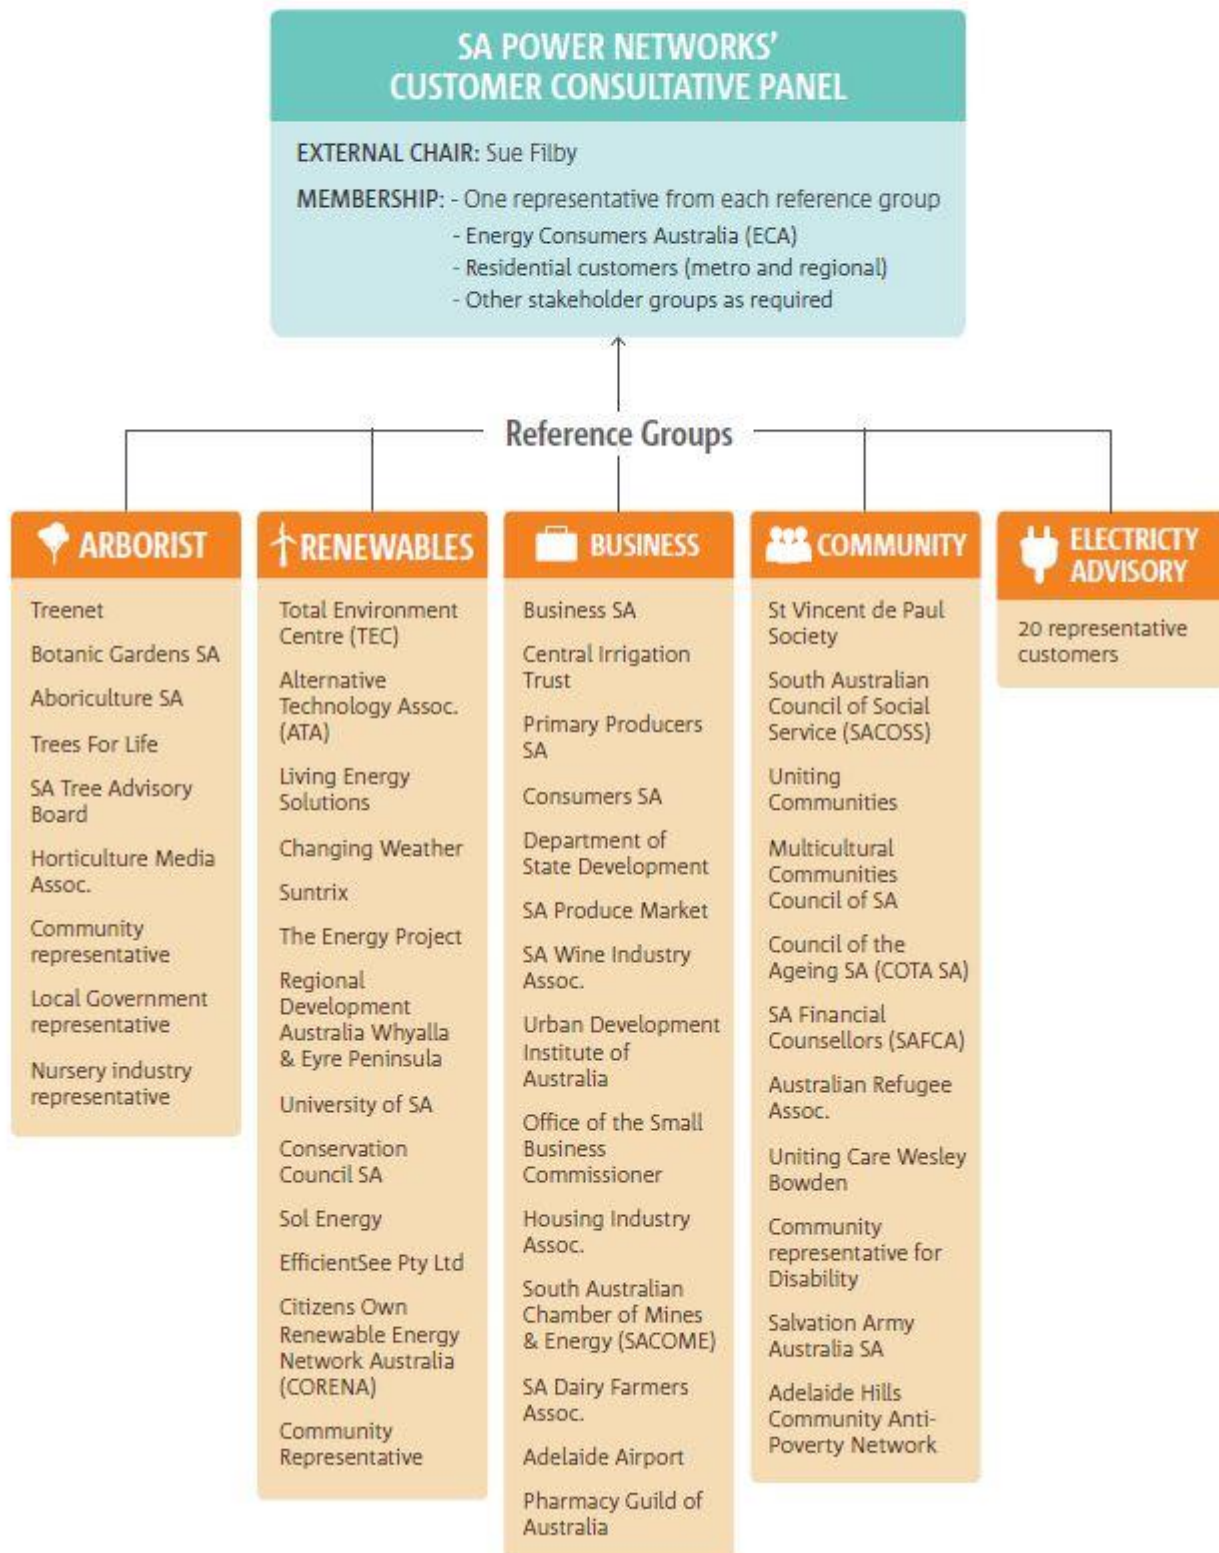 SA POWER NETWORKS'
CUSTOMER CONSULTATIVE PANEL
EXTERNAL CHAIR: Sue Filby
MEMBERSHIP: - One representative from each reference group
- Energy Consumers Australia (ECA)
- Residential customers (metro and regional)
- Other stakeholder groups as required
Reference Groups
ARBORIST
Treenet
Botanic Gardens SA
Aboriculture SA
Trees For Life
SA Tree Advisory
Board
Horticulture Media
Assoc.
Community
representative
Local Government
representative
Nursery industry
representative
RENEWABLES
Total Environment
Centre (TEC)
Alternative
Technology Assoc.
(ATA)
Living Energy
Solutions
Changing Weather
Suntrix
The Energy Project
Regional
Development
Australia Whyalla
& Eyre Peninsula
University of SA
Conservation
Council SA
Sol Energy
EfficientSee Pty Ltd
Citizens Own
Renewable Energy
Network Australia
(CORENA)
Community
Representative
BUSINESS
Business SA
Central Irrigation
Trust
Primary Producers
SA
Consumers SA
Department of
State Development
SA Produce Market
SA Wine Industry
Assoc.
Urban Development
Institute of
Australia
Office of the Small
Business
Commissioner
Housing Industry
Assoc.
South Australian
Chamber of Mines
& Energy (SACOME)
SA Dairy Farmers
Assoc.
Adelaide Airport
Pharmacy Guild of
Australia
COMMUNITY
St Vincent de Paul
Society
South Australian
Council of Social
Service (SACOSS)
Uniting
Communities
Multicultural
Communities
Council of SA
Council of the
Ageing SA (COTA SA)
SA Financial
Counsellors (SAFCA)
Australian Refugee
Assoc.
Uniting Care Wesley
Bowden
Community
representative for
Disability
Salvation Army
Australia SA
Adelaide Hills
Community Anti-
Poverty Network
ELECTRICTY
ADVISORY
20 representative
customers